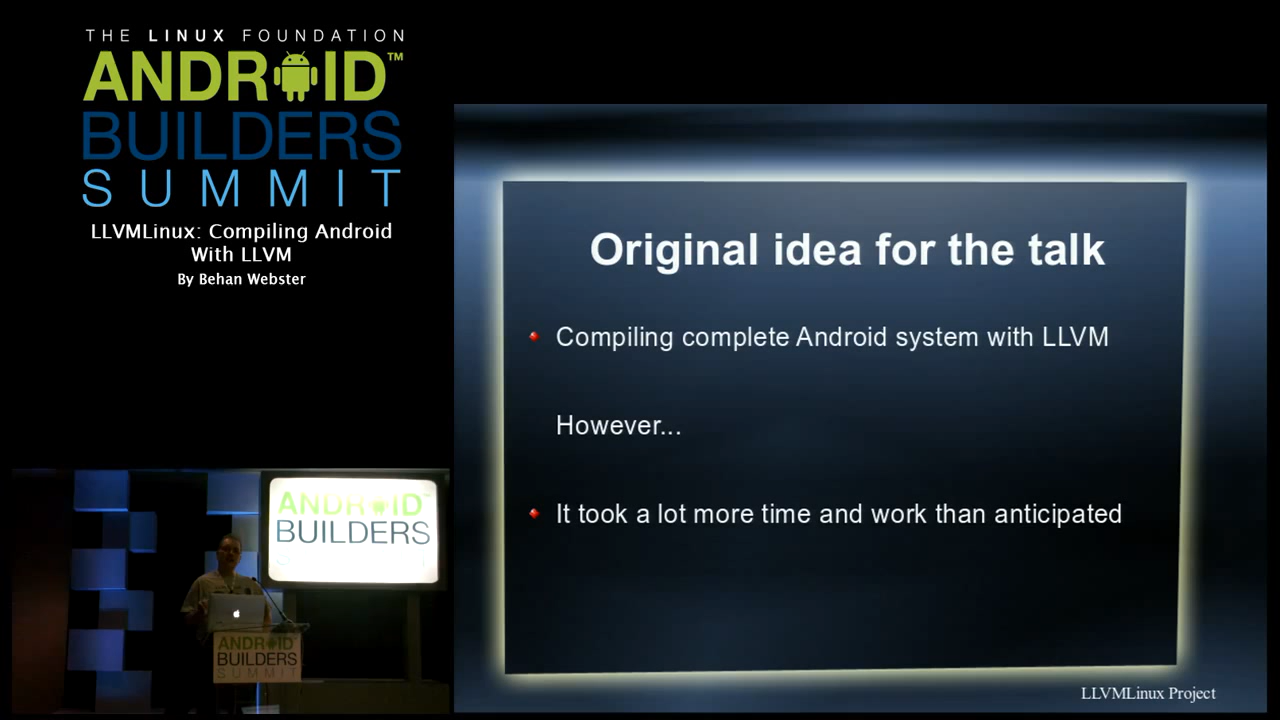 THE LINUX FOUNDATION
ANDROID™
BUILDERS
SUMMIT
LLVMLinux: Compiling Android
With LLVM
By Behan Webster
Original idea for the talk
Compiling complete Android system with LLVM
However...
It took a lot more time and work than anticipated
LLVMLinux Project
ANDROID™
BUILDERS
ANDROID
BUILDERS
SUMMIT